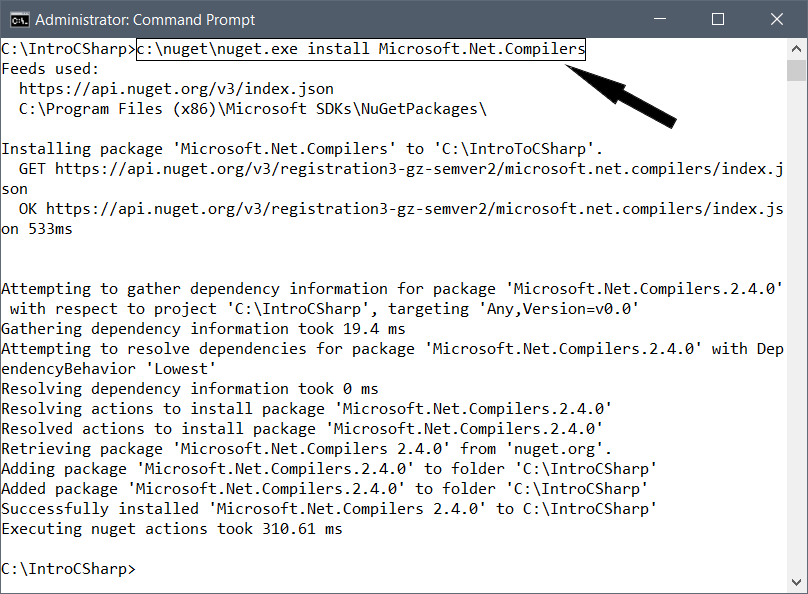 Administrator: Command Prompt
C:\IntroCSharp>c:\nuget\nuget.exe install Microsoft.Net.Compilers
Feeds used:
  https://api.nuget.org/v3/index.json
  C:\Program Files (x86)\Microsoft SDKs\NuGetPackages\
Installing package 'Microsoft.Net.Compilers' to 'C:\IntroToCSharp'.
  GET https://api.nuget.org/v3/registration3-gz-semver2/microsoft.net.compilers/index.j
son
  OK https://api.nuget.org/v3/registration3-gz-semver2/microsoft.net.compilers/index.js
on 533ms
Attempting to gather dependency information for package 'Microsoft.Net.Compilers.2.4.0'
 with respect to project 'C:\IntroCSharp', targeting 'Any,Version=v0.0'
Gathering dependency information took 19.4 ms
Attempting to resolve dependencies for package 'Microsoft.Net.Compilers.2.4.0' with Dep
endencyBehavior 'Lowest'
Resolving dependency information took 0 ms
Resolving actions to install package 'Microsoft.Net.Compilers.2.4.0'
Resolved actions to install package 'Microsoft.Net.Compilers.2.4.0'
Retrieving package 'Microsoft.Net.Compilers 2.4.0' from 'nuget.org'.
Adding package 'Microsoft.Net.Compilers.2.4.0' to folder 'C:\IntroCSharp'
Added package 'Microsoft.Net.Compilers.2.4.0' to folder 'C:\IntroCSharp'
Successfully installed 'Microsoft.Net.Compilers 2.4.0' to C:\IntroCSharp'
Executing nuget actions took 310.61 ms
C:\IntroCSharp>